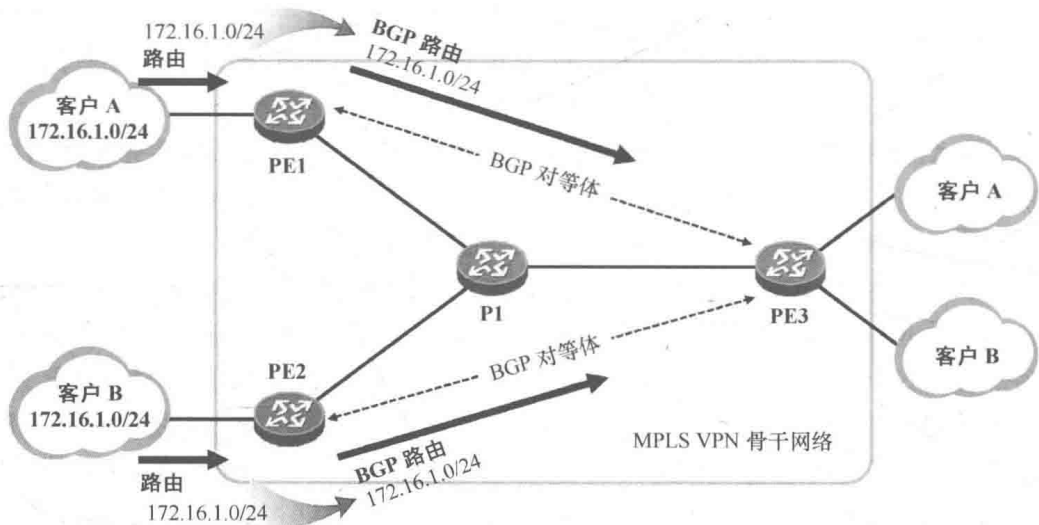 172.16.1.0/24
路由
BGP 路由
172.16.1.0/24
客户 A
172.16.1.0/24
PE1
BGP 对等体
客户 A
P1
PE3
客户 B
PE2
BGP 对等体
客户 B
172.16.1.0/24
MPLS VPN 骨干网络
路由
172.16.1.0/24
BGP 路由
172.16.1.0/24